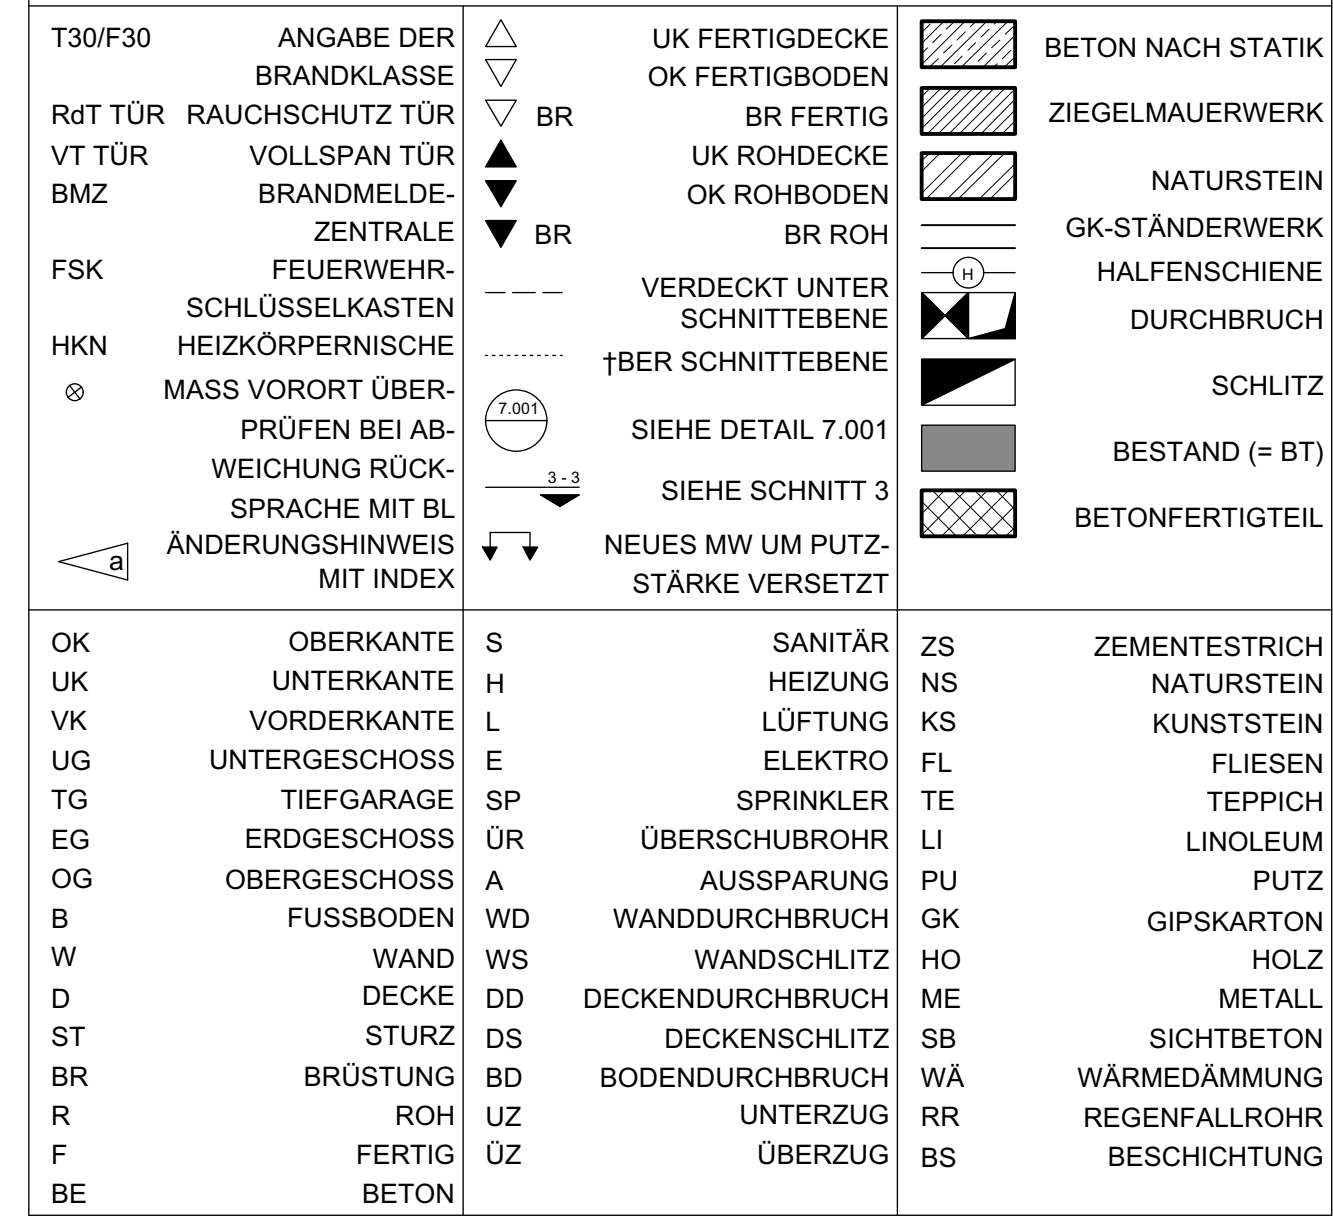 T30/F30 ANGABE DER
BRANDKLASSE
RdT TÜR RAUCHSCHUTZ TÜR
VT TÜR VOLLSPAN TÜR
BMZ BRANDMELDE-
ZENTRALE
FSK FEUERWEHR-
SCHLÜSSELKASTEN
HKN HEIZKÖRPERNISCHE
MASS VORORT ÜBER-
PRÜFEN BEI AB-
WEICHUNG RÜCK-
SPRACHE MIT BL
ÄNDERUNGSHINWEIS
a MIT INDEX
UK FERTIGDECKE
OK FERTIGBODEN
BR BR FERTIG
UK ROHDECKE
OK ROHBODEN
BR BR ROH
VERDECKT UNTER
SCHNITTEBENE
†BER SCHNITTEBENE
7.001
SIEHE DETAIL 7.001
3 - 3
SIEHE SCHNITT 3
NEUES MW UM PUTZ-
STÄRKE VERSETZT
BETON NACH STATIK
ZIEGELMAUERWERK
NATURSTEIN
GK-STÄNDERWERK
H HALFENSCHIENE
DURCHBRUCH
SCHLITZ
BESTAND (= BT)
BETONFERTIGTEIL
OK OBERKANTE
UK UNTERKANTE
VK VORDERKANTE
UG UNTERGESCHOSS
TG TIEFGARAGE
EG ERDGESCHOSS
OG OBERGESCHOSS
B FUSSBODEN
W WAND
D DECKE
ST STURZ
BR BRÜSTUNG
R ROH
F FERTIG
BE BETON
S SANITÄR
H HEIZUNG
L LÜFTUNG
E ELEKTRO
SP SPRINKLER
ÜR ÜBERSCHUBROHR
A AUSSPARUNG
WD WANDDURCHBRUCH
WS WANDSCHLITZ
DD DECKENDURCHBRUCH
DS DECKENSCHLITZ
BD BODENDURCHBRUCH
UZ UNTERZUG
ÜZ ÜBERZUG
ZS ZEMENTESTRICH
NS NATURSTEIN
KS KUNSTSTEIN
FL FLIESEN
TE TEPPICH
LI LINOLEUM
PU PUTZ
GK GIPSKARTON
HO HOLZ
ME METALL
SB SICHTBETON
WÄ WÄRMEDÄMMUNG
RR REGENFALLROHR
BS BESCHICHTUNG